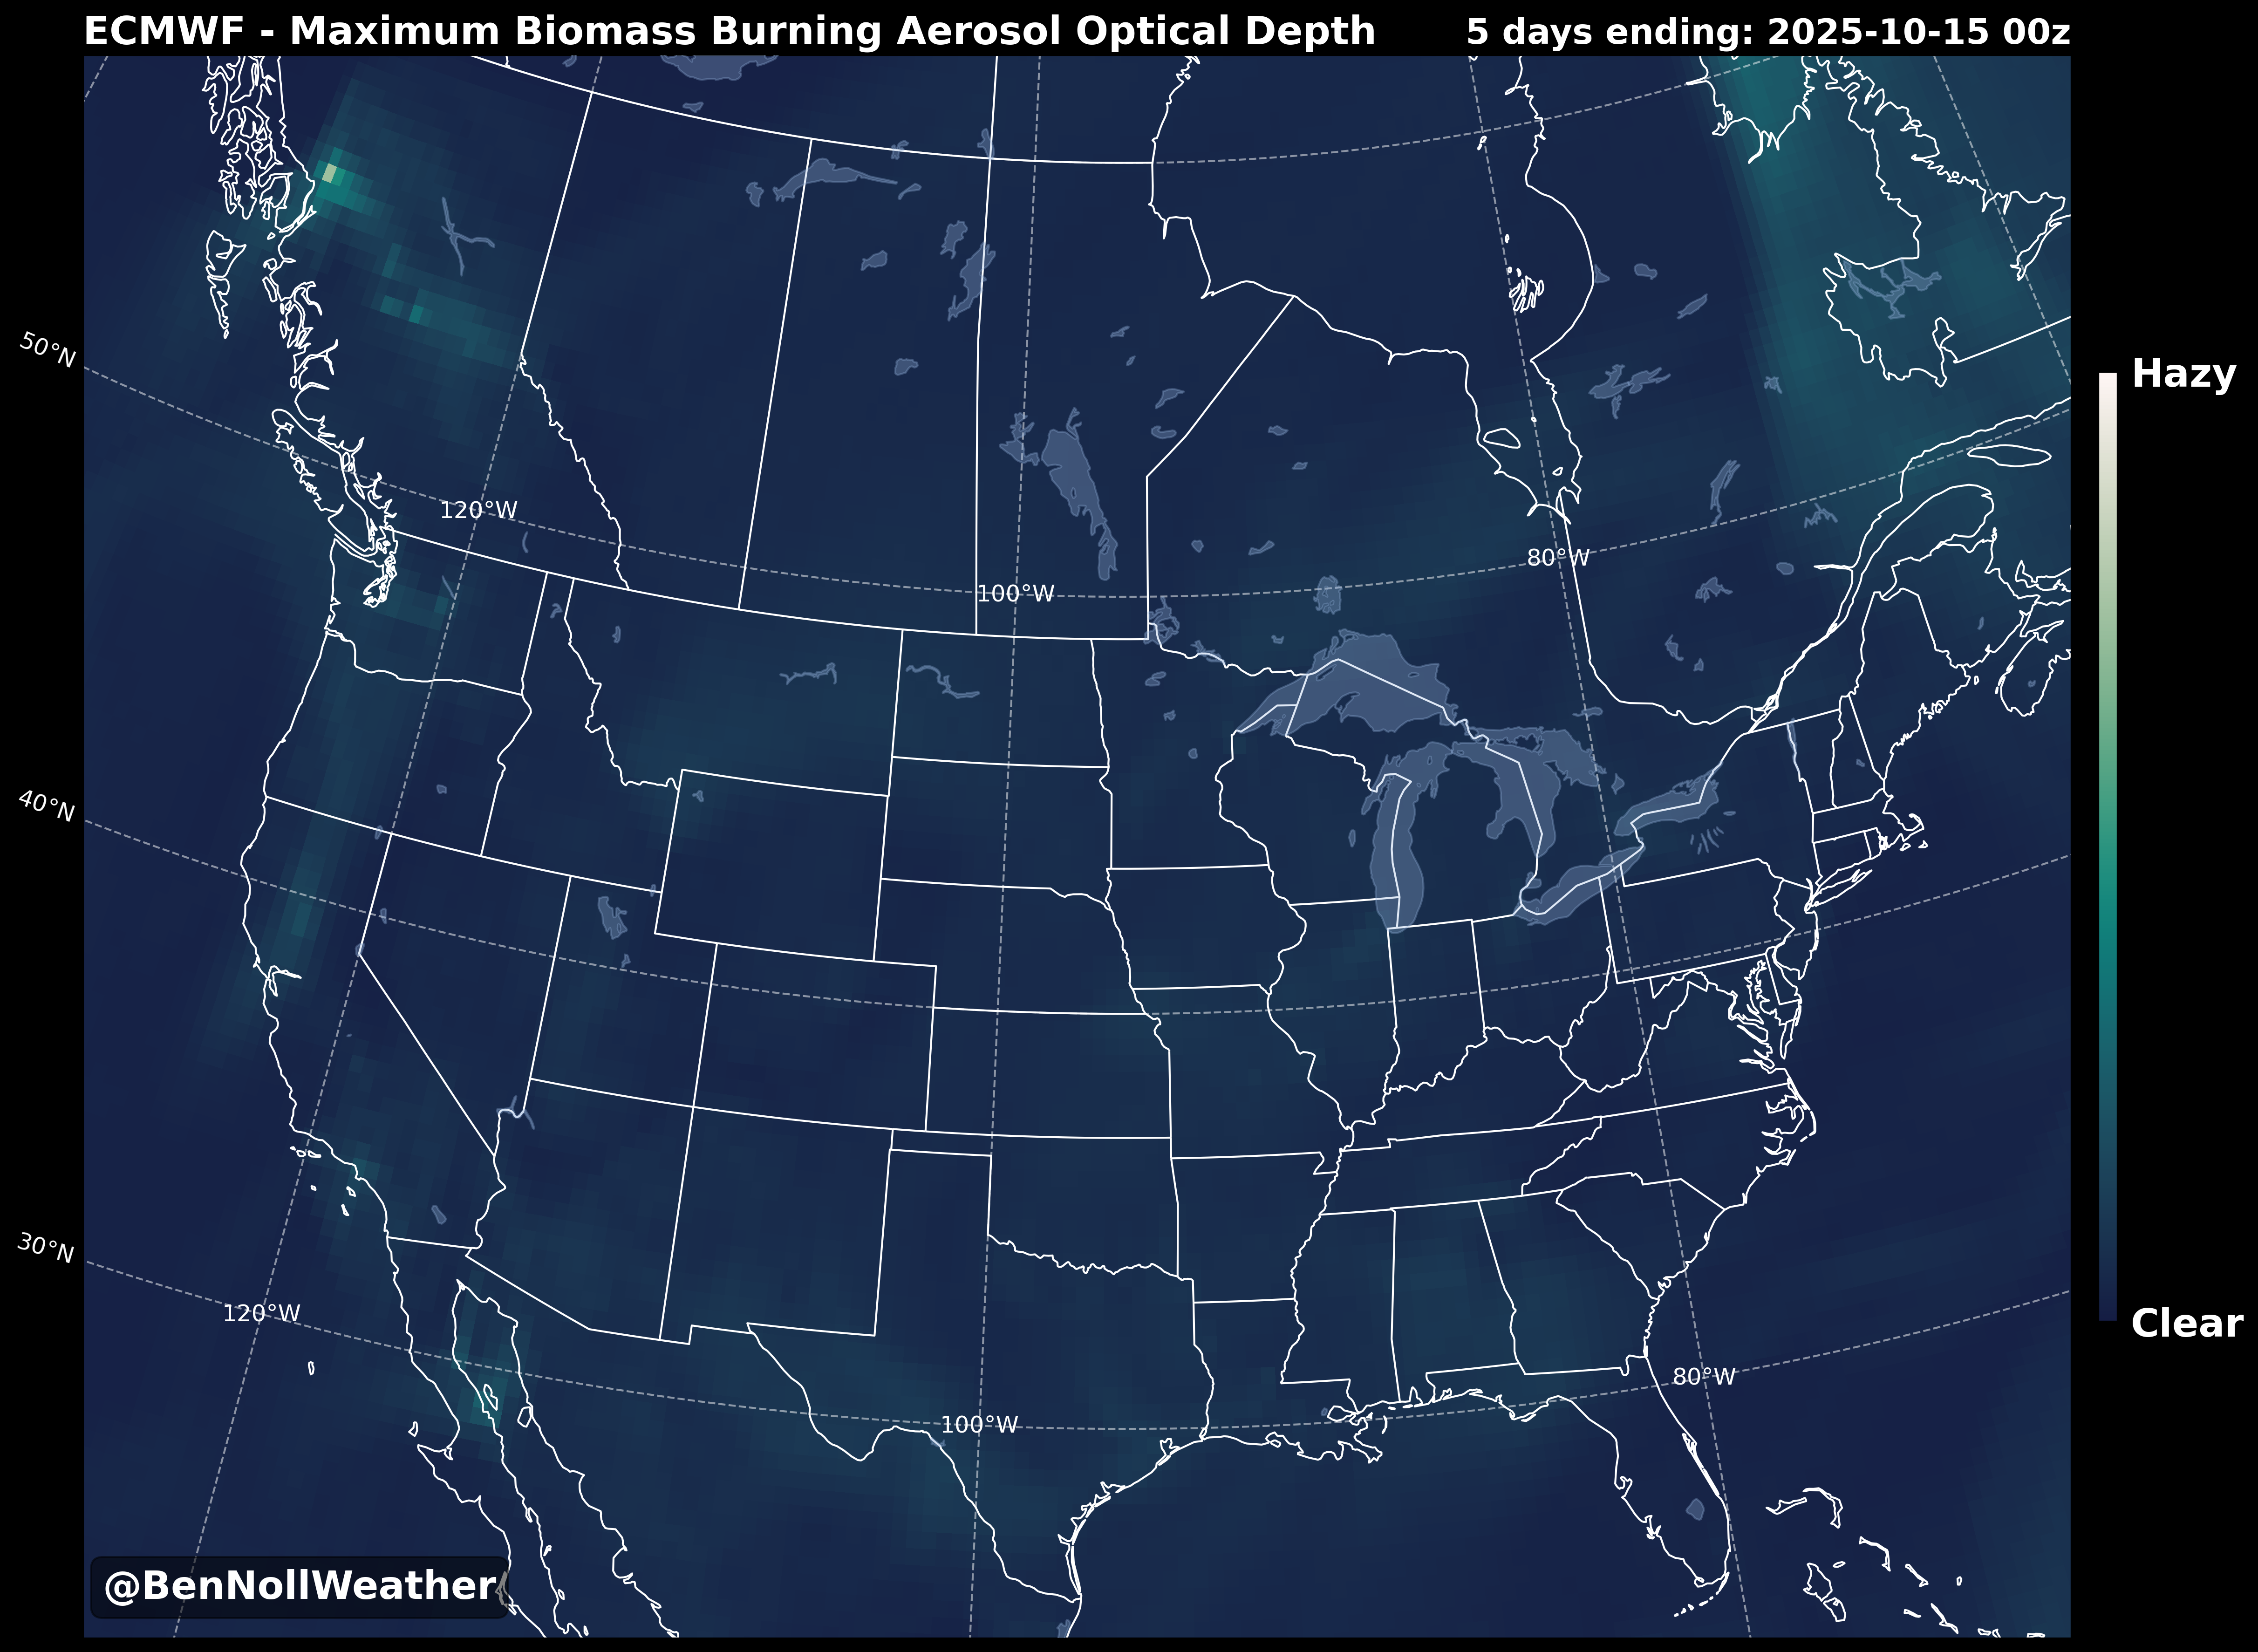 ECMWF - Maximum Biomass Burning Aerosol Optical Depth
5 days ending: 2025-10-15 00z
50°N
Hazy
120°W
80°W
100°W
40°N
30°N
120°W
Clear
80°W
100°W
@BenNollWeather